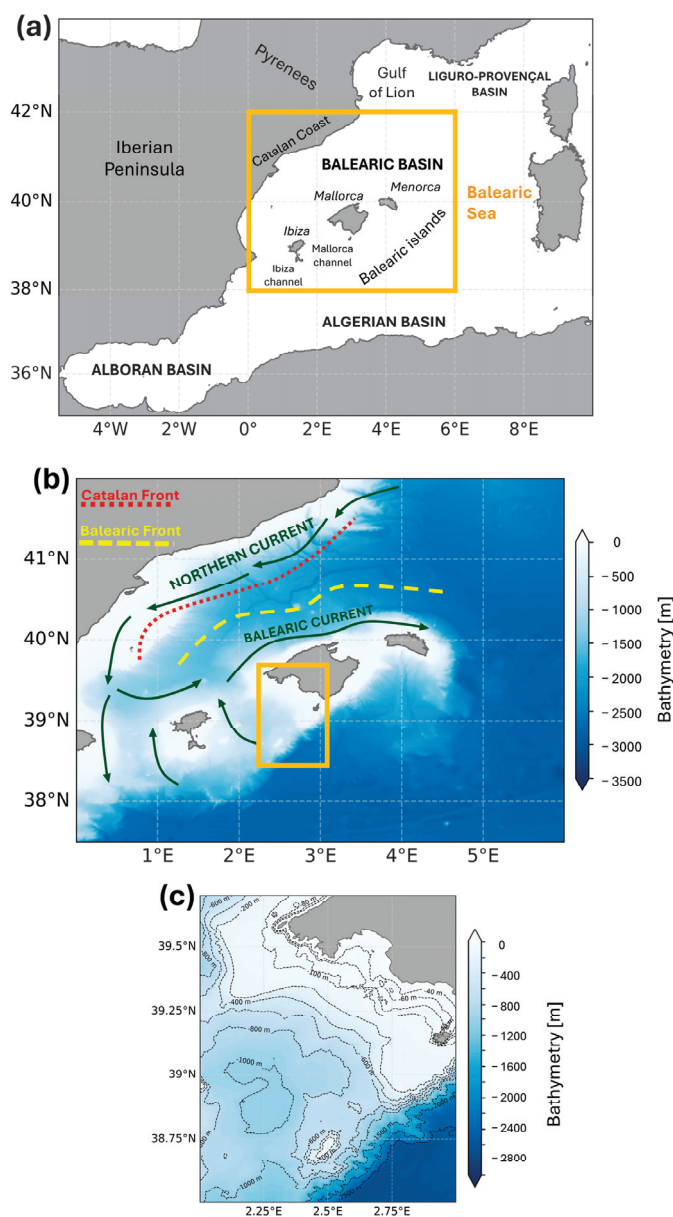 (a)
Pyrenees
Gulf
of Lion
LIGURO-PROVENÇAL
BASIN
42°N
Iberian
Peninsula
Catalan Coast
BALEARIC BASIN
Menorca
Mallorca
40°N
Balearic
Sea
Ibiza
Mallorca
channel
Balearic islands
Ibiza
channel
38°N
ALGERIAN BASIN
36°N
ALBORAN BASIN
4°W 2°W 0° 2°E 4°E 6°E 8°E
(b)
Catalan Front
Balearic Front
NORTHERN CURRENT
BALEARIC CURRENT
41°N
40°N
39°N
38°N
1°E 2°E 3°E 4°E 5°E
0
−500
−1000
−1500
−2000
−2500
−3000
−3500
Bathymetry [m]
(c)
-600 m
-200 m
-80 m
39.5°N
-100 m
-40 m
-60 m
39.25°N
-400 m
-800 m
-1000 m
39°N
-600 m
38.75°N
-1000 m
2.25°E 2.5°E 2.75°E
0
−400
−800
−1200
−1600
−2000
−2400
−2800
Bathymetry [m]